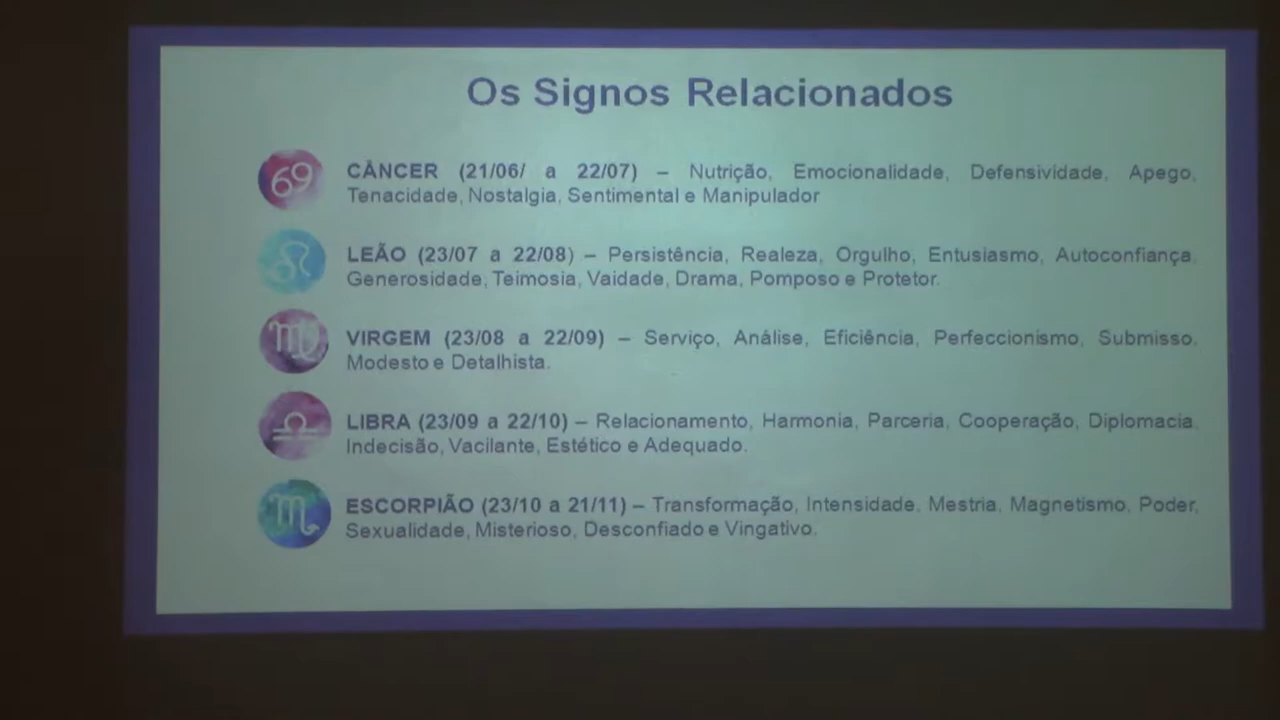 Os Signos Relacionados
CÂNCER (21/06/ a 22/07) – Nutrição, Emocionalidade, Defensividade, Apego,
Tenacidade, Nostalgia, Sentimental e Manipulador
LEÃO (23/07 a 22/08) – Persistência, Realeza, Orgulho, Entusiasmo, Autoconfiança,
Generosidade, Teimosia, Vaidade, Drama, Pomposo e Protetor.
VIRGEM (23/08 a 22/09) – Serviço, Análise, Eficiência, Perfeccionismo, Submisso,
Modesto e Detalhista.
LIBRA (23/09 a 22/10) – Relacionamento, Harmonia, Parceria, Cooperação, Diplomacia,
Indecisão, Vacilante, Estético e Adequado.
ESCORPIÃO (23/10 a 21/11) – Transformação, Intensidade, Mestria, Magnetismo, Poder,
Sexualidade, Misterioso, Desconfiado e Vingativo.